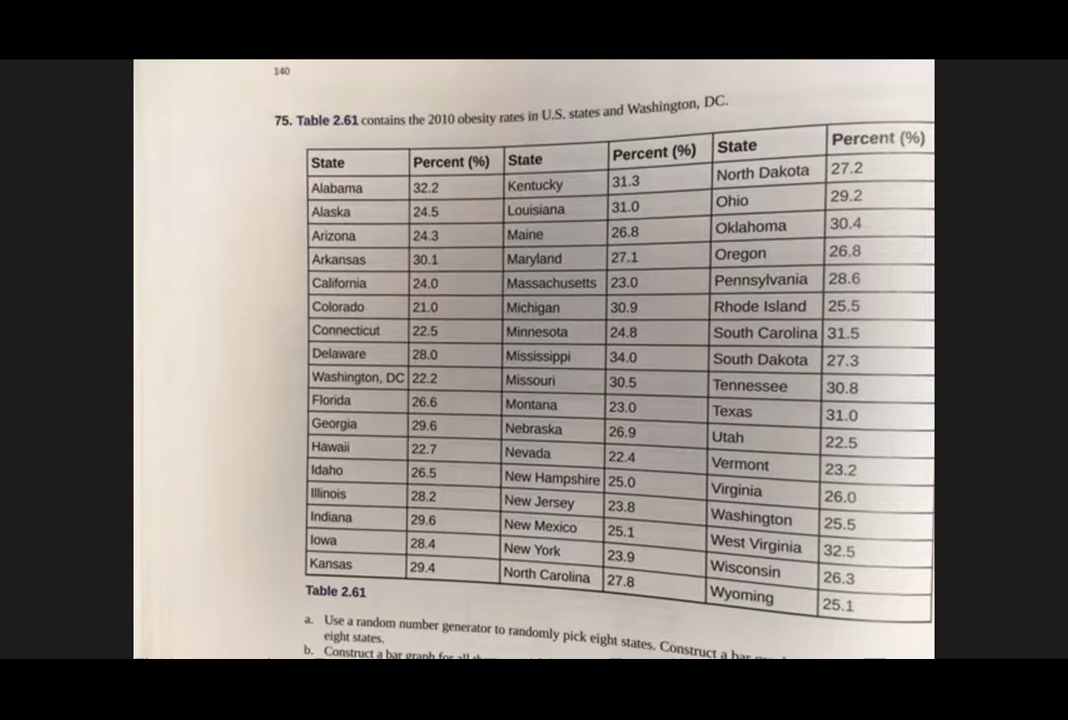 140
75. Table 2.61 contains the 2010 obesity rates in U.S. states and Washington, DC.
State Percent (%) State Percent (%) State Percent (%)
Alabama 32.2 Kentucky 31.3 North Dakota 27.2
Alaska 24.5 Louisiana 31.0 Ohio 29.2
Arizona 24.3 Maine 26.8 Oklahoma 30.4
Arkansas 30.1 Maryland 27.1 Oregon 26.8
California 24.0 Massachusetts 23.0 Pennsylvania 28.6
Colorado 21.0 Michigan 30.9 Rhode Island 25.5
Connecticut 22.5 Minnesota 24.8 South Carolina 31.5
Delaware 28.0 Mississippi 34.0 South Dakota 27.3
Washington, DC 22.2 Missouri 30.5 Tennessee 30.8
Florida 26.6 Montana 23.0 Texas 31.0
Georgia 29.6 Nebraska 26.9 Utah 22.5
Hawaii 22.7 Nevada 22.4 Vermont 23.2
Idaho 26.5 New Hampshire 25.0 Virginia 26.0
Illinois 28.2 New Jersey 23.8 Washington 25.5
Indiana 29.6 New Mexico 25.1 West Virginia 32.5
Iowa 28.4 New York 23.9 Wisconsin 26.3
Kansas 29.4 North Carolina 27.8 Wyoming 25.1
Table 2.61
a. Use a random number generator to randomly pick eight states. Construct a bar
eight states.
b. Construct a bar graph for all